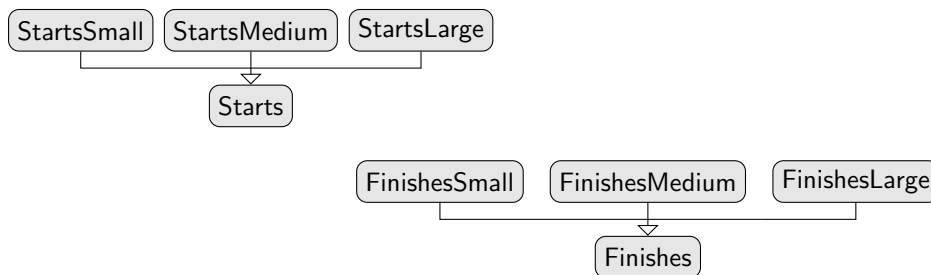 StartsSmall StartsMedium StartsLarge
Starts
FinishesSmall FinishesMedium FinishesLarge
Finishes